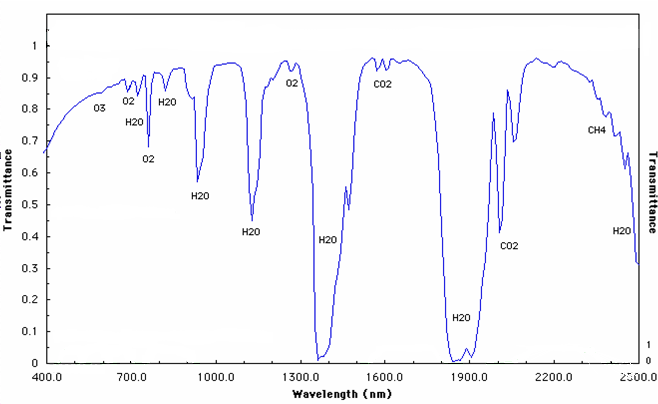 1
0.9
0.8
0.7
0.6
0.5
0.4
0.3
0.2
0.1
0
Transmittance
O3
O2
H2O
O2
H2O
H2O
H2O
O2
H2O
CO2
H2O
CO2
CH4
H2O
Transmittance
1
0
400.0 700.0 1000.0 1300.0 1600.0 1900.0 2200.0 2500.0
Wavelength (nm)